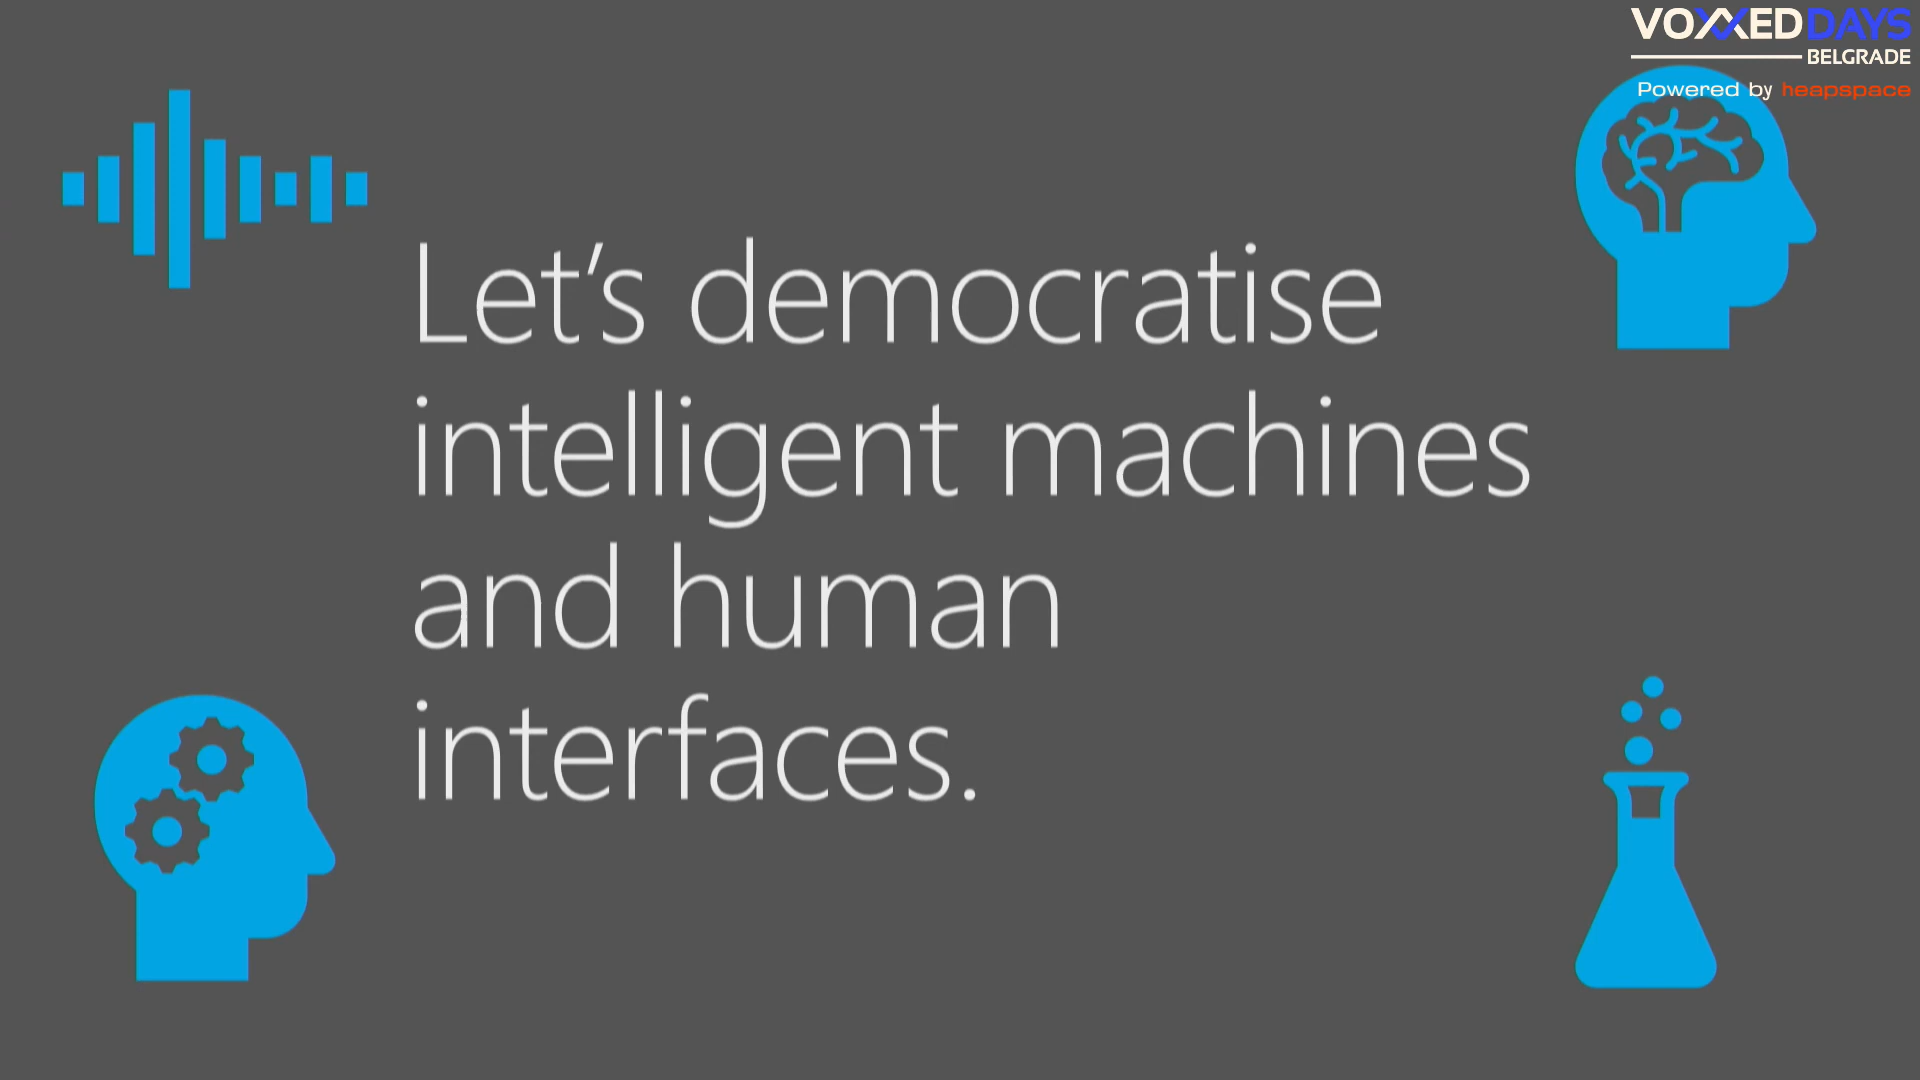 VOXXED DAYS
BELGRADE
Powered by heapspace
Let's democratise
intelligent machines
and human
interfaces.